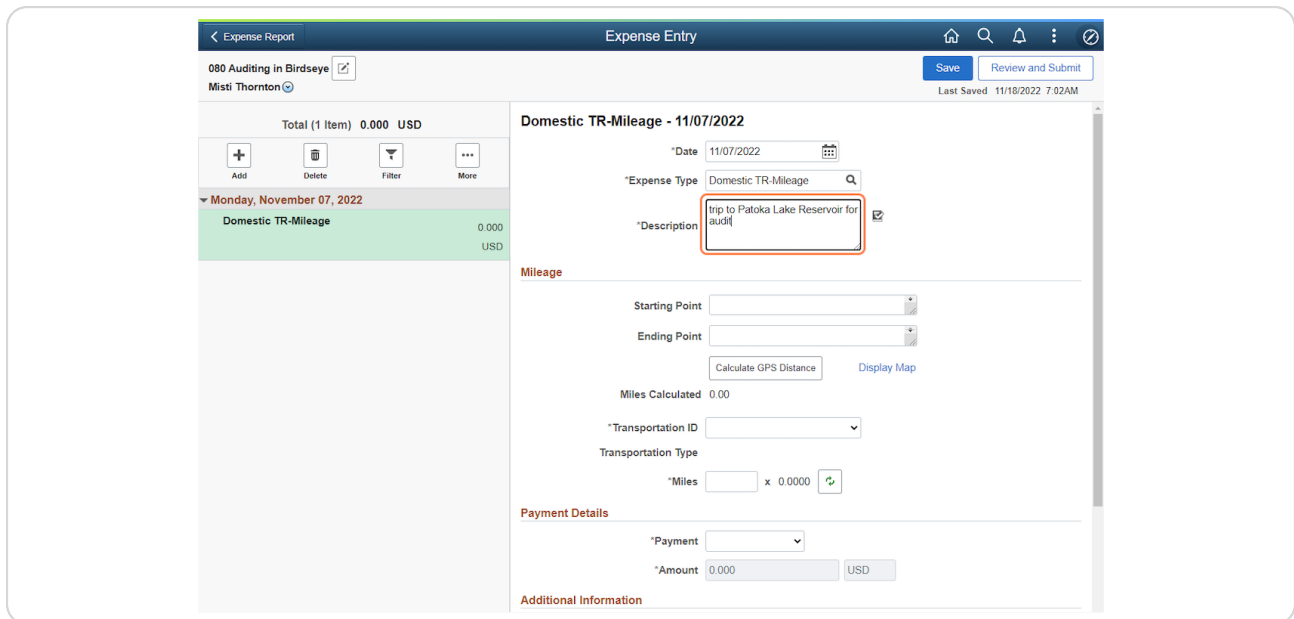 Expense Report
Expense Entry
080 Auditing in Birdseye
Misti Thornton
Save
Review and Submit
Last Saved 11/18/2022 7:02AM
Total (1 Item) 0.000 USD
Add
Delete
Filter
More
Monday, November 07, 2022
Domestic TR-Mileage
0.000
USD
Domestic TR-Mileage - 11/07/2022
*Date 11/07/2022
*Expense Type Domestic TR-Mileage
*Description trip to Patoka Lake Reservoir for
audit
Mileage
Starting Point
Ending Point
Calculate GPS Distance
Display Map
Miles Calculated 0.00
*Transportation ID
Transportation Type
*Miles x 0.0000
Payment Details
*Payment
*Amount 0.000 USD
Additional Information